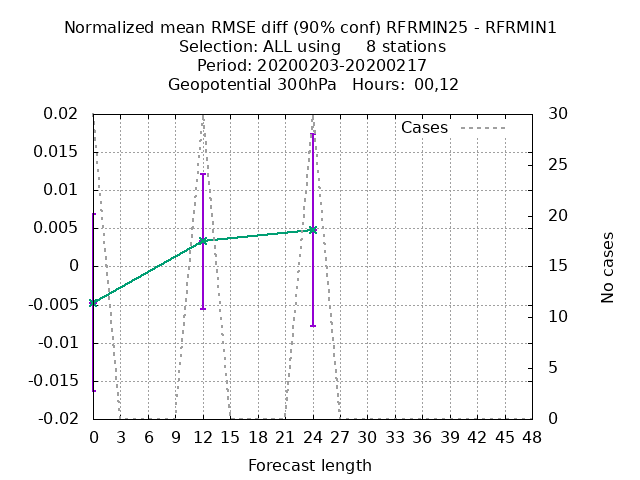 Normalized mean RMSE diff (90% conf) RFRMIN25 - RFRMIN1
Selection: ALL using 8 stations
Period: 20200203-20200217
Geopotential 300hPa Hours: 00,12
Cases
0.02
0.015
0.01
0.005
0
-0.005
-0.01
-0.015
-0.02
30
25
20
15
10
5
0
No cases
0 3 6 9 12 15 18 21 24 27 30 33 36 39 42 45 48
Forecast length